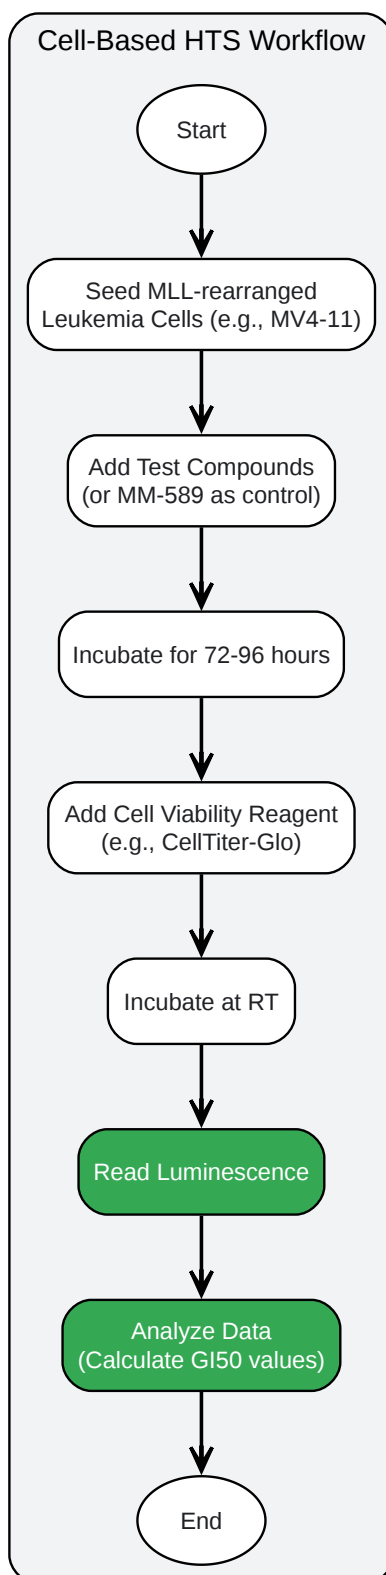 Cell-Based HTS Workflow
Start
Seed MLL-rearranged
Leukemia Cells (e.g., MV4-11)
Add Test Compounds
(or MM-589 as control)
Incubate for 72-96 hours
Add Cell Viability Reagent
(e.g., CellTiter-Glo)
Incubate at RT
Read Luminescence
Analyze Data
(Calculate GI50 values)
End